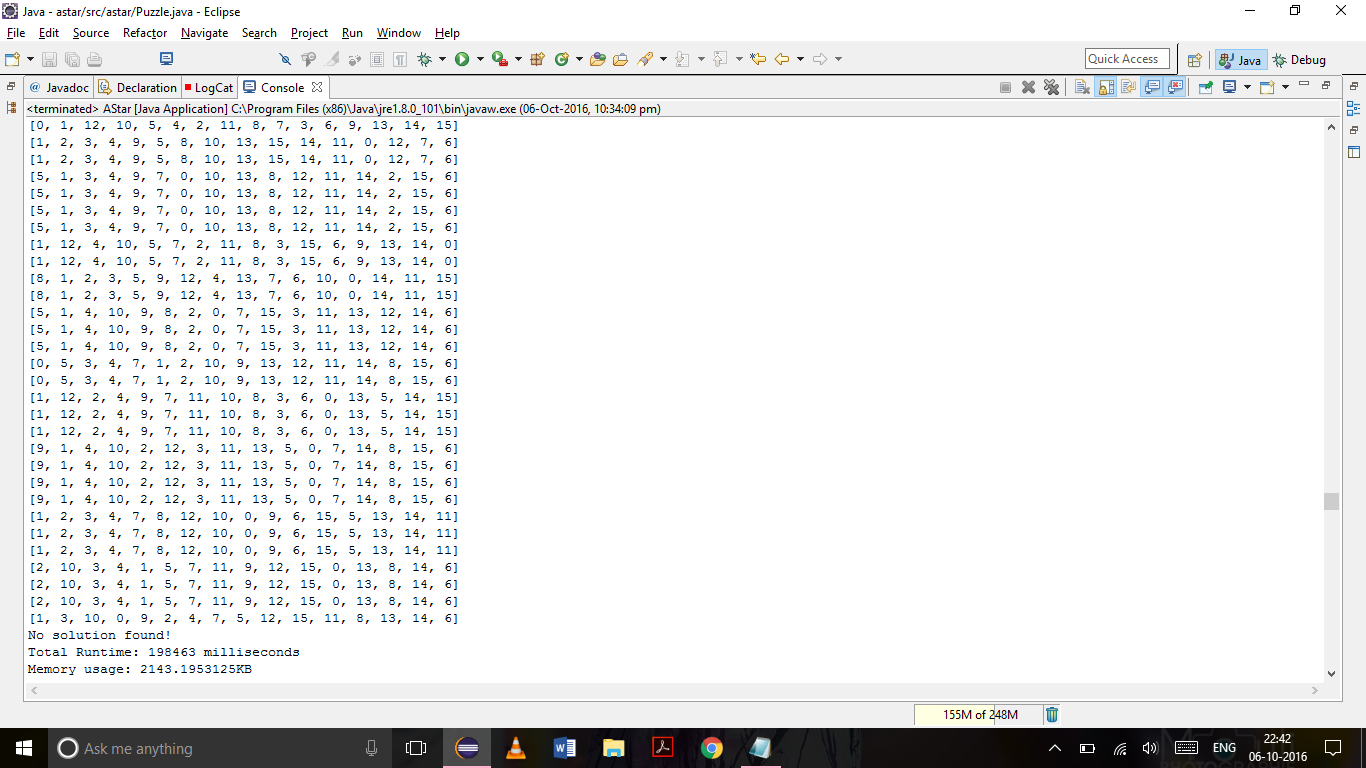 Java - astar/src/astar/Puzzle.java - Eclipse
File Edit Source Refactor Navigate Search Project Run Window Help
Quick Access Java Debug
@ Javadoc Declaration LogCat Console
<terminated> AStar [Java Application] C:\Program Files (x86)\Java\jre1.8.0_101\bin\javaw.exe (06-Oct-2016, 10:34:09 pm)
[0, 1, 12, 10, 5, 4, 2, 11, 8, 7, 3, 6, 9, 13, 14, 15]
[1, 2, 3, 4, 9, 5, 8, 10, 13, 15, 14, 11, 0, 12, 7, 6]
[1, 2, 3, 4, 9, 5, 8, 10, 13, 15, 14, 11, 0, 12, 7, 6]
[5, 1, 3, 4, 9, 7, 0, 10, 13, 8, 12, 11, 14, 2, 15, 6]
[5, 1, 3, 4, 9, 7, 0, 10, 13, 8, 12, 11, 14, 2, 15, 6]
[5, 1, 3, 4, 9, 7, 0, 10, 13, 8, 12, 11, 14, 2, 15, 6]
[5, 1, 3, 4, 9, 7, 0, 10, 13, 8, 12, 11, 14, 2, 15, 6]
[1, 12, 4, 10, 5, 7, 2, 11, 8, 3, 15, 6, 9, 13, 14, 0]
[1, 12, 4, 10, 5, 7, 2, 11, 8, 3, 15, 6, 9, 13, 14, 0]
[8, 1, 2, 3, 5, 9, 12, 4, 13, 7, 6, 10, 0, 14, 11, 15]
[8, 1, 2, 3, 5, 9, 12, 4, 13, 7, 6, 10, 0, 14, 11, 15]
[5, 1, 4, 10, 9, 8, 2, 0, 7, 15, 3, 11, 13, 12, 14, 6]
[5, 1, 4, 10, 9, 8, 2, 0, 7, 15, 3, 11, 13, 12, 14, 6]
[5, 1, 4, 10, 9, 8, 2, 0, 7, 15, 3, 11, 13, 12, 14, 6]
[0, 5, 3, 4, 7, 1, 2, 10, 9, 13, 12, 11, 14, 8, 15, 6]
[0, 5, 3, 4, 7, 1, 2, 10, 9, 13, 12, 11, 14, 8, 15, 6]
[1, 12, 2, 4, 9, 7, 11, 10, 8, 3, 6, 0, 13, 5, 14, 15]
[1, 12, 2, 4, 9, 7, 11, 10, 8, 3, 6, 0, 13, 5, 14, 15]
[1, 12, 2, 4, 9, 7, 11, 10, 8, 3, 6, 0, 13, 5, 14, 15]
[9, 1, 4, 10, 2, 12, 3, 11, 13, 5, 0, 7, 14, 8, 15, 6]
[9, 1, 4, 10, 2, 12, 3, 11, 13, 5, 0, 7, 14, 8, 15, 6]
[9, 1, 4, 10, 2, 12, 3, 11, 13, 5, 0, 7, 14, 8, 15, 6]
[9, 1, 4, 10, 2, 12, 3, 11, 13, 5, 0, 7, 14, 8, 15, 6]
[1, 2, 3, 4, 7, 8, 12, 10, 0, 9, 6, 15, 5, 13, 14, 11]
[1, 2, 3, 4, 7, 8, 12, 10, 0, 9, 6, 15, 5, 13, 14, 11]
[1, 2, 3, 4, 7, 8, 12, 10, 0, 9, 6, 15, 5, 13, 14, 11]
[2, 10, 3, 4, 1, 5, 7, 11, 9, 12, 15, 0, 13, 8, 14, 6]
[2, 10, 3, 4, 1, 5, 7, 11, 9, 12, 15, 0, 13, 8, 14, 6]
[2, 10, 3, 4, 1, 5, 7, 11, 9, 12, 15, 0, 13, 8, 14, 6]
[1, 3, 10, 0, 9, 2, 4, 7, 5, 12, 15, 11, 8, 13, 14, 6]
No solution found!
Total Runtime: 198463 milliseconds
Memory usage: 2143.1953125KB
155M of 248M
Ask me anything
ENG
22:42
06-10-2016